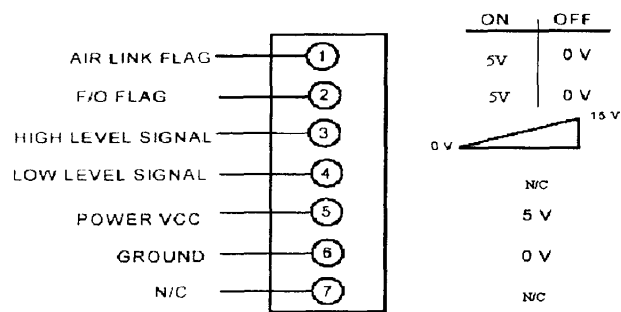 ON OFF
AIR LINK FLAG 1 5V 0 V
F/O FLAG 2 5V 0 V
HIGH LEVEL SIGNAL 3 0 V 15 V
LOW LEVEL SIGNAL 4 N/C
POWER VCC 5 5 V
GROUND 6 0 V
N/C 7 N/C